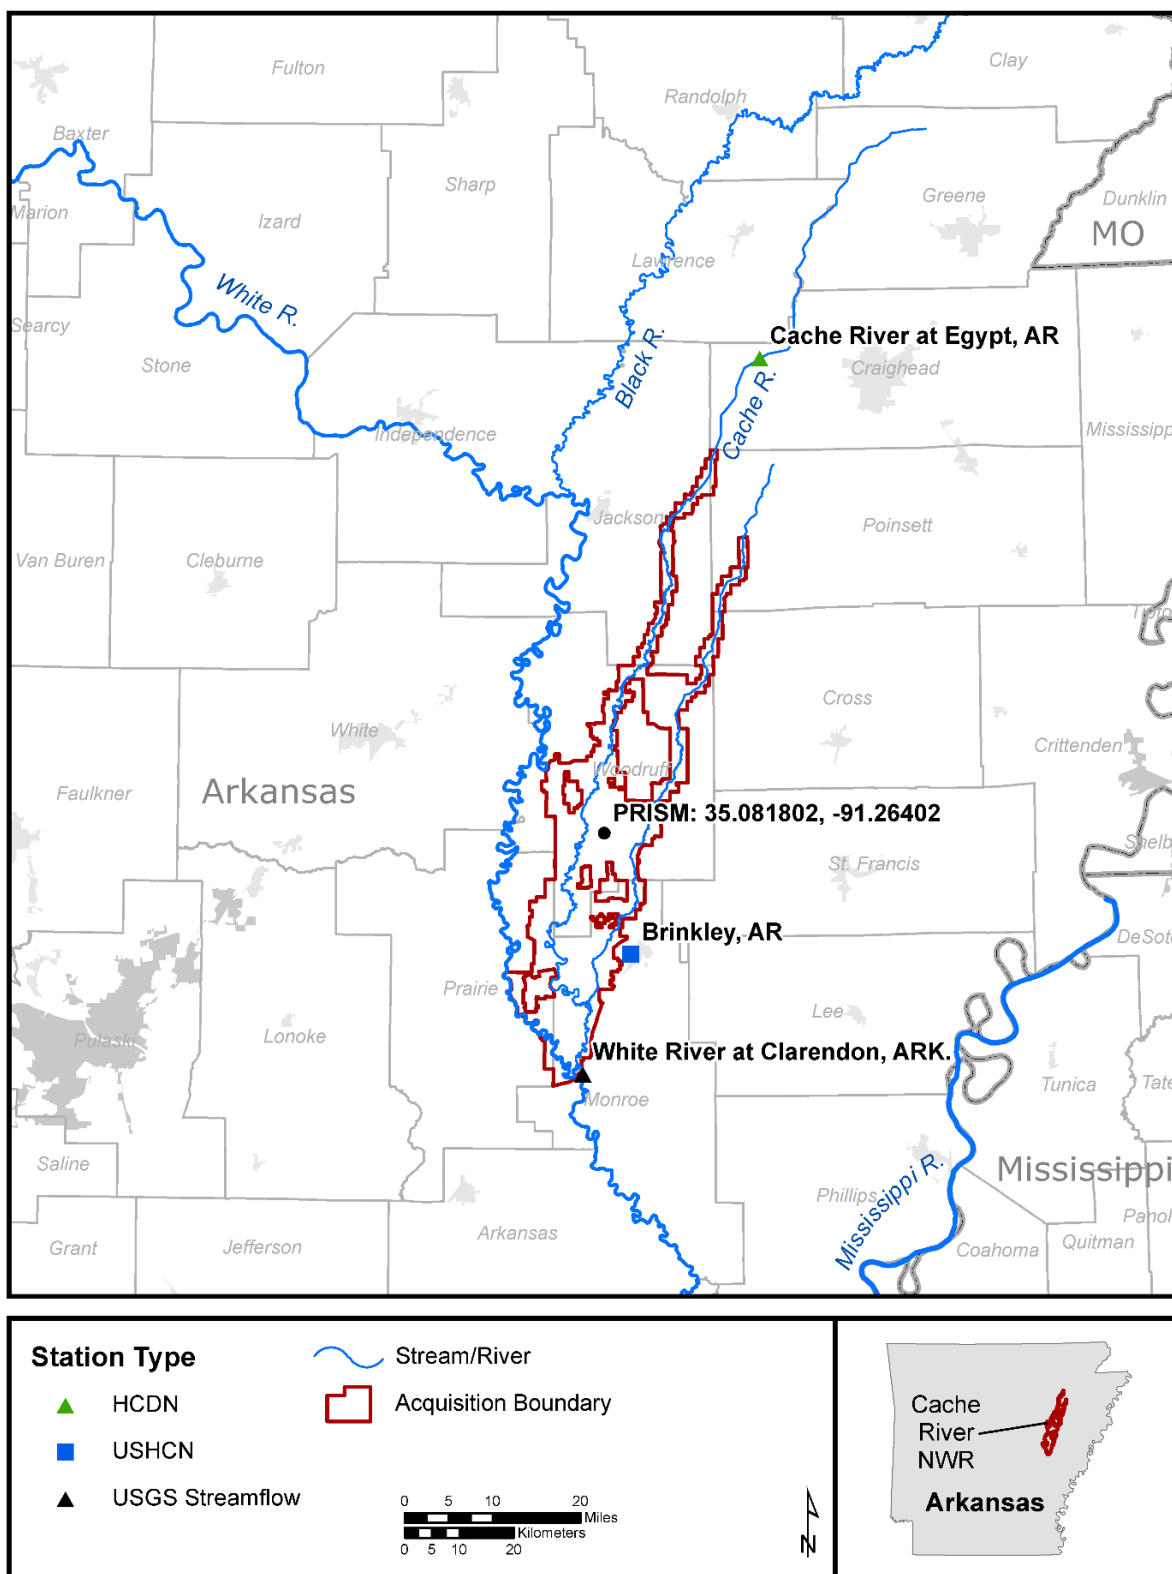 Fulton
Clay
Randolph
Baxter
Sharp
Greene
Dunklin
Marion
Izard
MO
Lawrence
White R.
Searcy
Cache River at Egypt, AR
Stone
Black R.
Craighead
Cache R.
Independence
Mississipp
Jackson
Poinsett
Van Buren
Cleburne
Cross
White
Crittenden
Woodruff
Arkansas
Faulkner
PRISM: 35.081802, -91.26402
Shelb
St. Francis
Brinkley, AR
DeSoto
Prairie
Lee
Pulaski
Lonoke
White River at Clarendon, ARK.
Tunica
Tate
Monroe
Saline
Mississippi
Phillips
Mississippi R.
Panol
Arkansas
Grant
Jefferson
Coahoma
Quitman
Station Type
HCDN
USHCN
USGS Streamflow
Stream/River
Acquisition Boundary
0 5 10 20
Miles
Kilometers
0 5 10 20
N
Cache
River
NWR
Arkansas